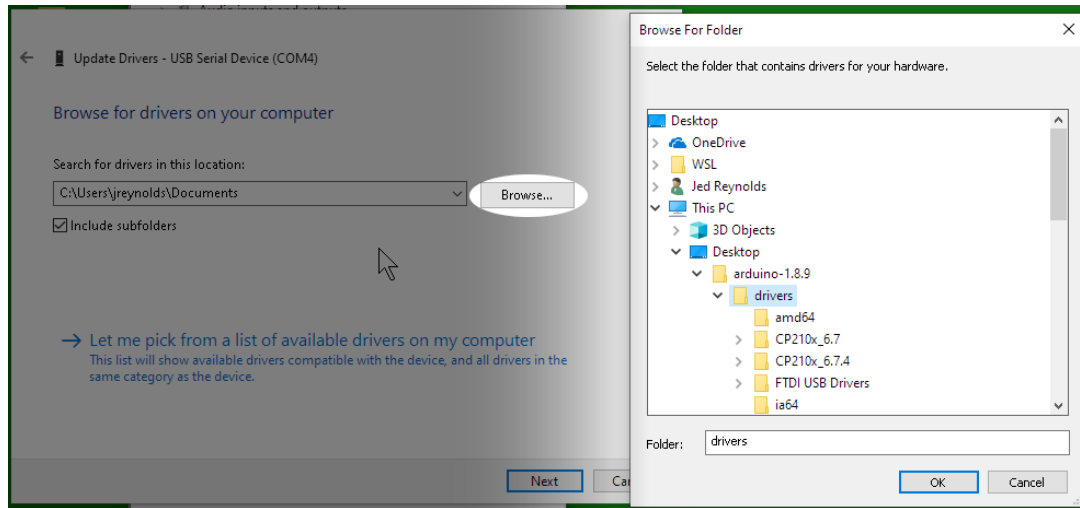 Audio inputs and outputs
Update Drivers - USB Serial Device (COM4)
Browse for drivers on your computer
Search for drivers in this location:
C:\Users\jreynolds\Documents
Browse...
Include subfolders
Let me pick from a list of available drivers on my computer
This list will show available drivers compatible with the device, and all drivers in the
same category as the device.
Next
Browse For Folder
Select the folder that contains drivers for your hardware.
Desktop
OneDrive
WSL
Jed Reynolds
This PC
3D Objects
Desktop
arduino-1.8.9
drivers
amd64
CP210x_6.7
CP210x_6.7.4
FTDI USB Drivers
ia64
Folder:
drivers
OK
Cancel